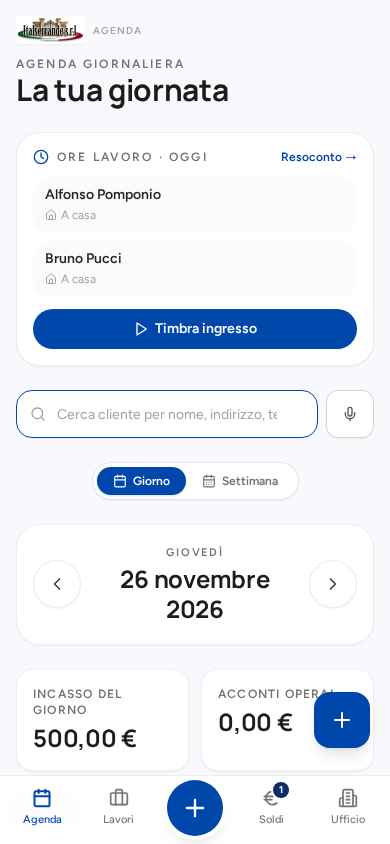 Italserrande s.r.l.
AGENDA
AGENDA GIORNALIERA
La tua giornata
ORE LAVORO · OGGI
Resoconto →
Alfonso Pomponio
A casa
Bruno Pucci
A casa
Timbra ingresso
Cerca cliente per nome, indirizzo, te
Giorno
Settimana
GIOVEDÌ
26 novembre
2026
INCASSO DEL
GIORNO
500,00 €
ACCONTI OPERAI
0,00 €
Agenda
Lavori
1
Soldi
Ufficio